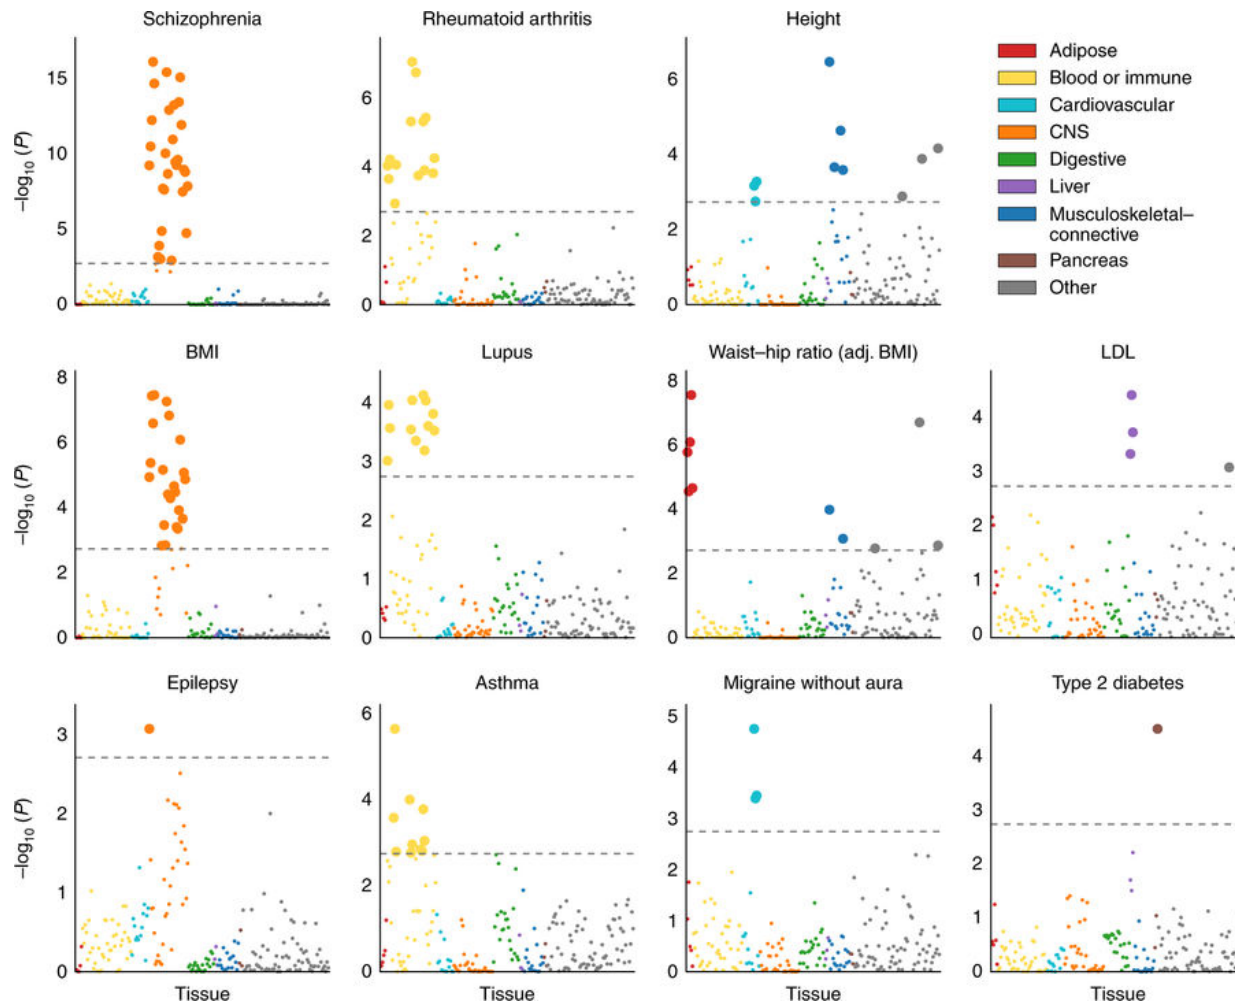 Schizophrenia
Rheumatoid arthritis
Height
–log10 (P)
15
10
5
0
6
4
2
0
6
4
2
0
Adipose
Blood or immune
Cardiovascular
CNS
Digestive
Liver
Musculoskeletal–
connective
Pancreas
Other
BMI
Lupus
Waist–hip ratio (adj. BMI)
LDL
–log10 (P)
8
6
4
2
0
4
3
2
1
0
8
6
4
2
0
4
3
2
1
0
Epilepsy
Asthma
Migraine without aura
Type 2 diabetes
–log10 (P)
3
2
1
0
6
4
2
0
5
4
3
2
1
0
4
3
2
1
0
Tissue
Tissue
Tissue
Tissue